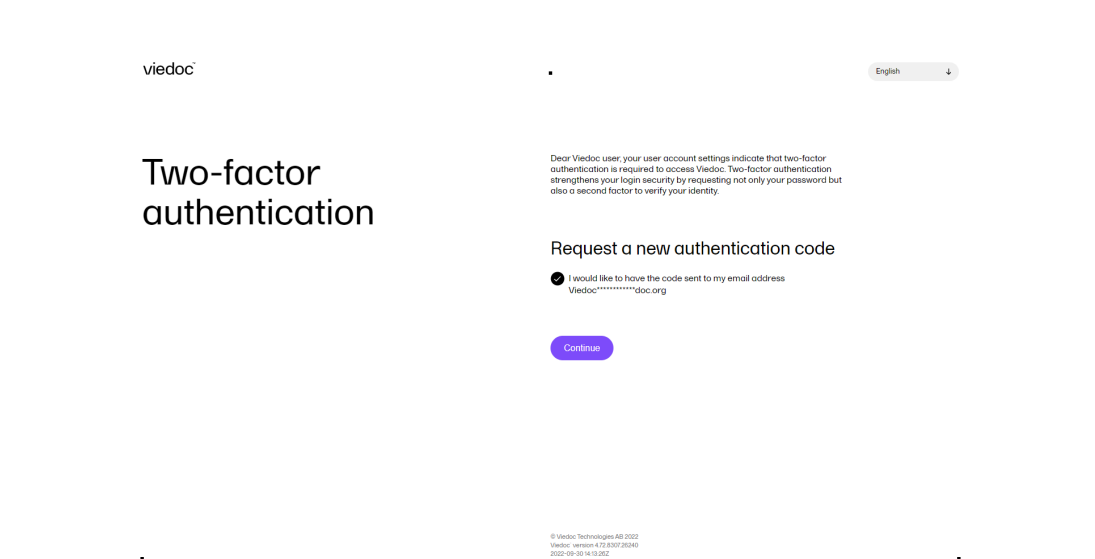 viedoc™
English
Two-factor
authentication
Dear Viedoc user, your user account settings indicate that two-factor
authentication is required to access Viedoc. Two-factor authentication
strengthens your login security by requesting not only your password but
also a second factor to verify your identity.
Request a new authentication code
I would like to have the code sent to my email address
Viedoc************doc.org
Continue
© Viedoc Technologies AB 2022
Viedoc version 4.72.8307.26240
2022-09-30 14:13:26Z